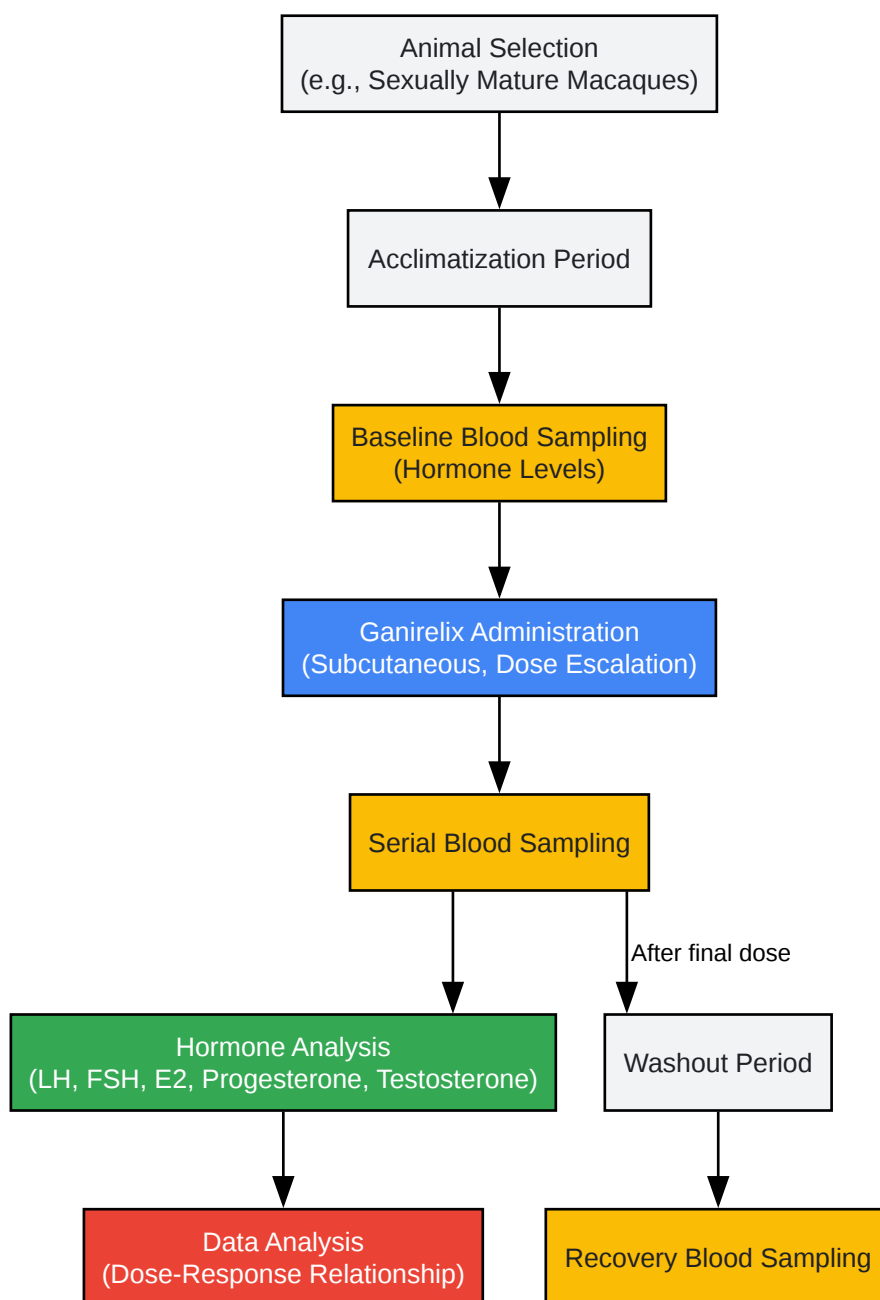 Animal Selection
(e.g., Sexually Mature Macaques)
Acclimatization Period
Baseline Blood Sampling
(Hormone Levels)
Ganirelix Administration
(Subcutaneous, Dose Escalation)
Serial Blood Sampling
After final dose
Hormone Analysis
(LH, FSH, E2, Progesterone, Testosterone)
Washout Period
Data Analysis
(Dose-Response Relationship)
Recovery Blood Sampling